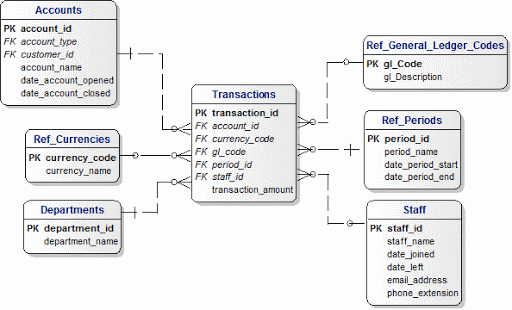 Accounts
PK account_id
FK account_type
FK customer_id
account_name
date_account_opened
date_account_closed
Ref_General_Ledger_Codes
PK gl_Code
gl_Description
Transactions
PK transaction_id
FK account_id
FK currency_code
FK gl_code
FK period_id
FK staff_id
transaction_amount
Ref_Currencies
PK currency_code
currency_name
Ref_Periods
PK period_id
period_name
date_period_start
date_period_end
Departments
PK department_id
department_name
Staff
PK staff_id
staff_name
date_joined
date_left
email_address
phone_extension